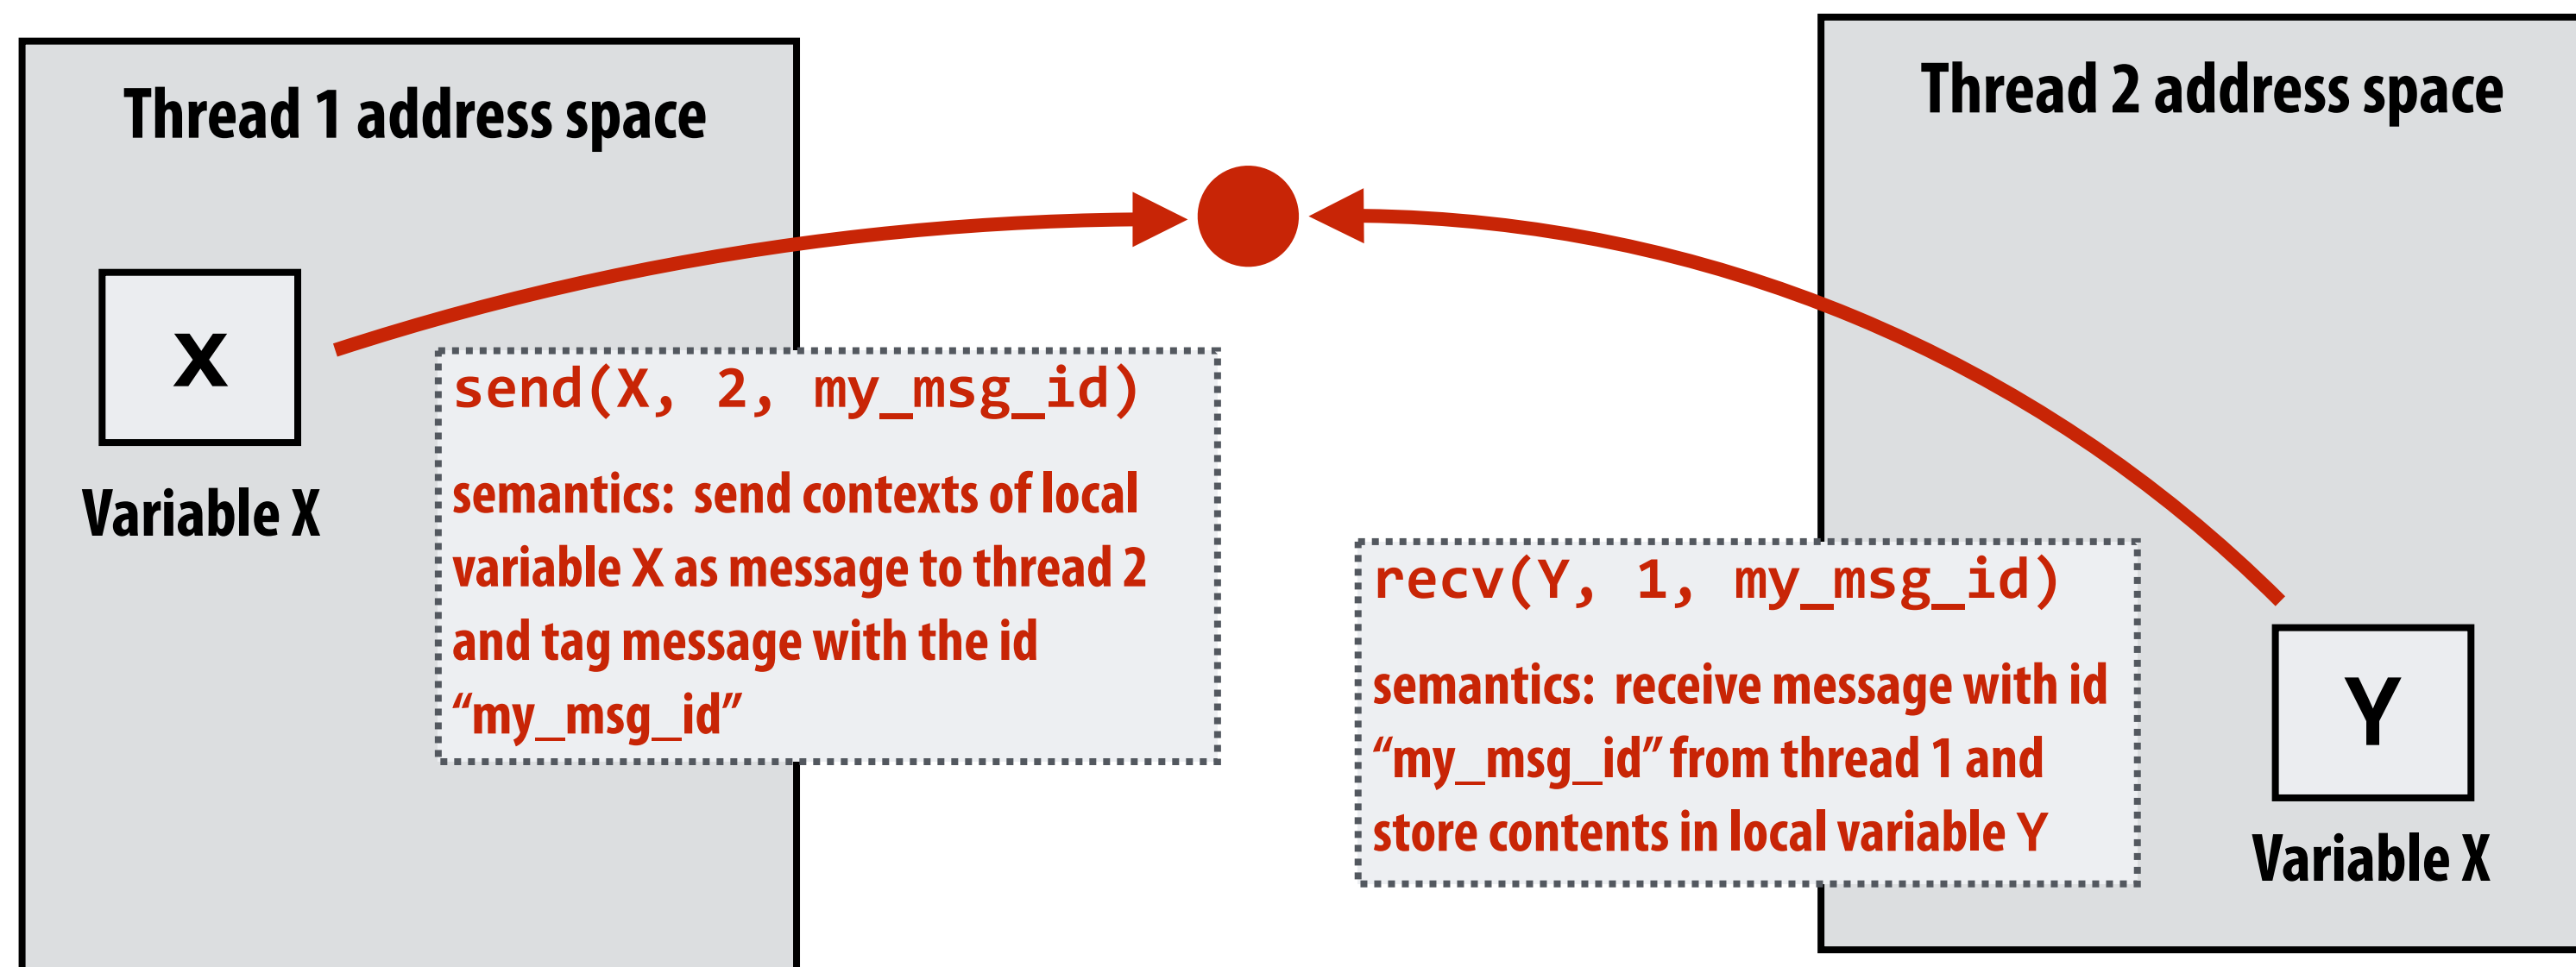 Thread 1 address space
x
Variable X
send(X, 2, my_msg_id)
semantics: send contexts of local
variable X as message to thread 2
and tag message with the id
“my_msg_id”
Thread 2 address space
recv(Y, 1, my_msg_id)
semantics: receive message with id
“my_msg_id” from thread 1 and
store contents in local variable Y
Y
Variable X